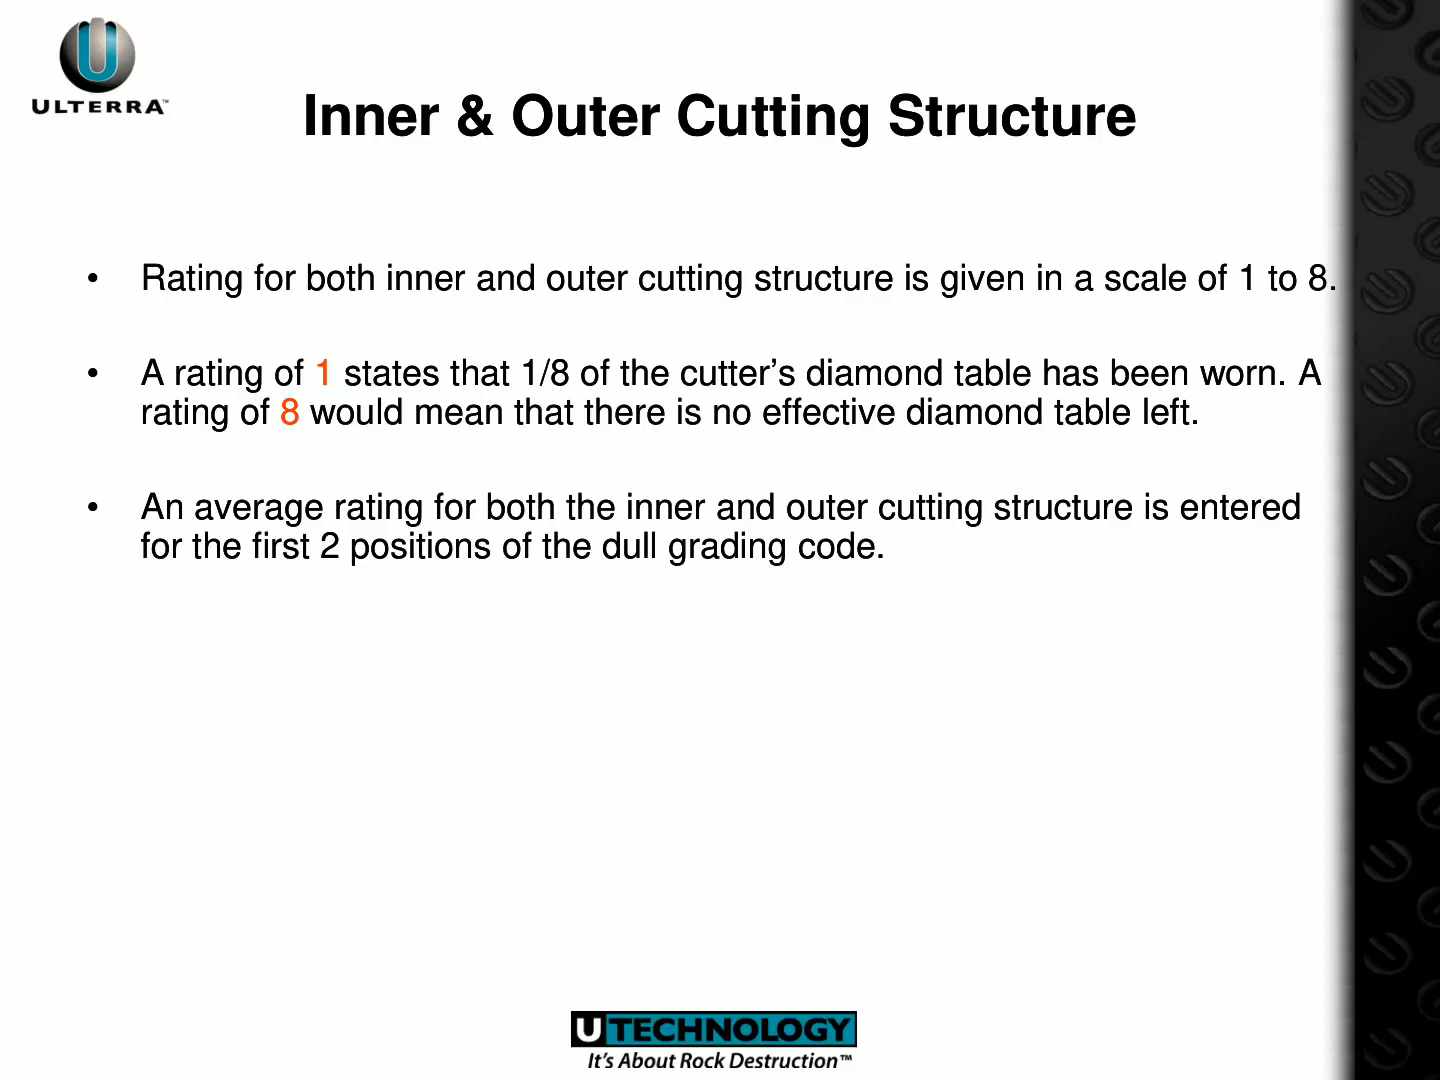 U
ULTERRA™
Inner & Outer Cutting Structure
• Rating for both inner and outer cutting structure is given in a scale of 1 to 8.
• A rating of 1 states that 1/8 of the cutter’s diamond table has been worn. A
rating of 8 would mean that there is no effective diamond table left.
• An average rating for both the inner and outer cutting structure is entered
for the first 2 positions of the dull grading code.
U TECHNOLOGY
It’s About Rock Destruction™